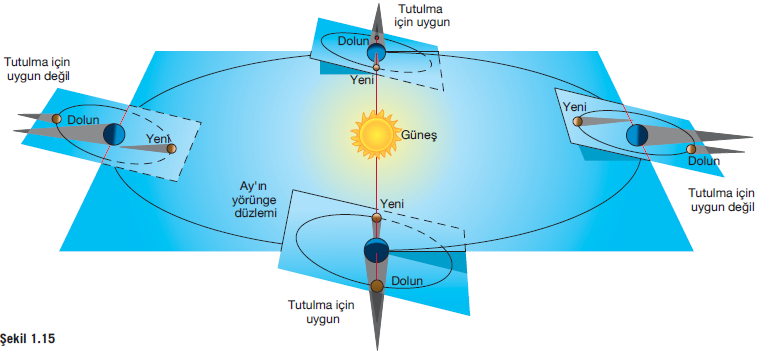 Tutulma
için uygun
Dolun
Yeni
Tutulma için
uygun değil
Dolun
Yeni
Güneş
Yeni
Dolun
Tutulma için
uygun değil
Ay'ın
yörünge
düzlemi
Yeni
Dolun
Tutulma için
uygun
Şekil 1.15